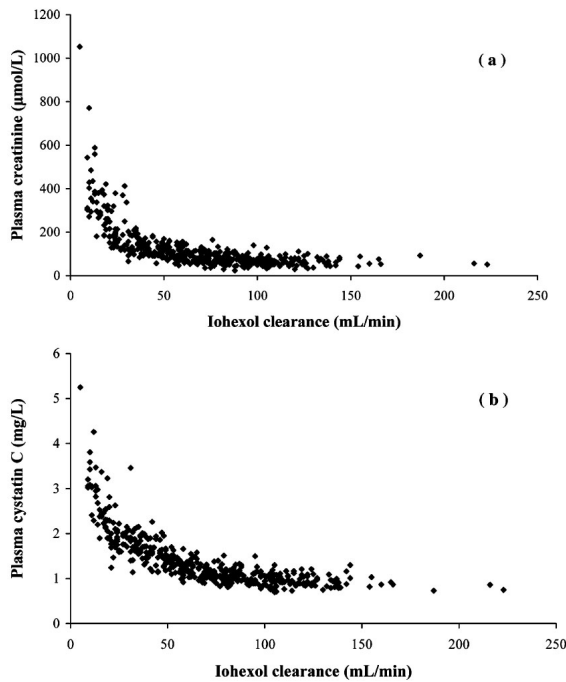 1200
1000
800
600
400
200
0
Plasma creatinine (µmol/L)
( a )
0 50 100 150 200 250
Iohexol clearance (mL/min)
6
5
4
3
2
1
0
Plasma cystatin C (mg/L)
( b )
0 50 100 150 200 250
Iohexol clearance (mL/min)